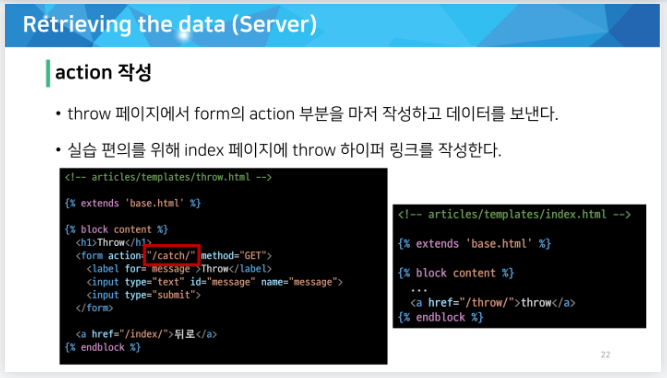 Retrieving the data (Server)
action 작성
• throw 페이지에서 form의 action 부분을 마저 작성하고 데이터를 보낸다.
• 실습 편의를 위해 index 페이지에 throw 하이퍼 링크를 작성한다.
<!-- articles/templates/throw.html -->
{% extends 'base.html' %}
{% block content %}
<h1>Throw</h1>
<form action="/catch/" method="GET">
<label for="message">Throw</label>
<input type="text" id="message" name="message">
<input type="submit">
</form>
<a href="/index/">뒤로</a>
{% endblock %}
<!-- articles/templates/index.html -->
{% extends 'base.html' %}
{% block content %}
...
<a href="/throw/">throw</a>
{% endblock %}
22